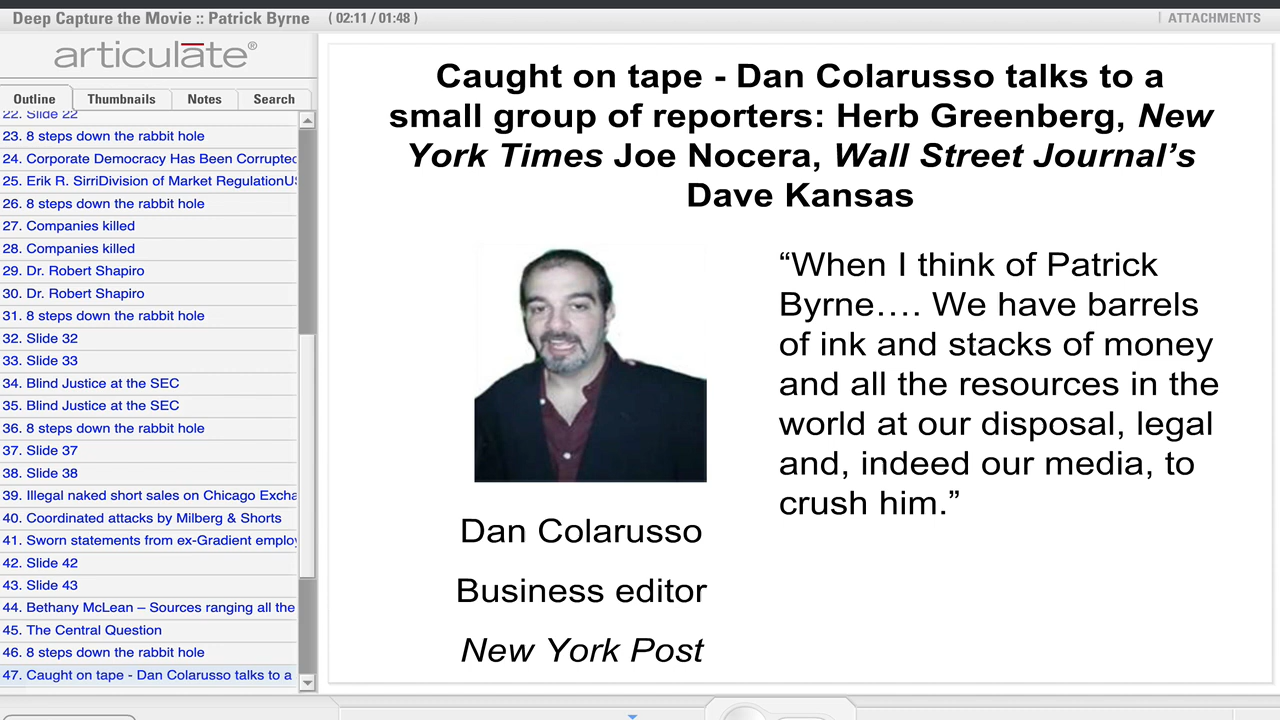 Deep Capture the Movie :: Patrick Byrne ( 02:11 / 01:48 )
ATTACHMENTS
articulate®
Outline Thumbnails Notes Search
22. Slide 22
23. 8 steps down the rabbit hole
24. Corporate Democracy Has Been Corrupted
25. Erik R. SirriDivision of Market RegulationUS
26. 8 steps down the rabbit hole
27. Companies killed
28. Companies killed
29. Dr. Robert Shapiro
30. Dr. Robert Shapiro
31. 8 steps down the rabbit hole
32. Slide 32
33. Slide 33
34. Blind Justice at the SEC
35. Blind Justice at the SEC
36. 8 steps down the rabbit hole
37. Slide 37
38. Slide 38
39. Illegal naked short sales on Chicago Excha
40. Coordinated attacks by Milberg & Shorts
41. Sworn statements from ex-Gradient employ
42. Slide 42
43. Slide 43
44. Bethany McLean – Sources ranging all the
45. The Central Question
46. 8 steps down the rabbit hole
47. Caught on tape - Dan Colarusso talks to a
Caught on tape - Dan Colarusso talks to a
small group of reporters: Herb Greenberg, New
York Times Joe Nocera, Wall Street Journal’s
Dave Kansas
“When I think of Patrick
Byrne…. We have barrels
of ink and stacks of money
and all the resources in the
world at our disposal, legal
and, indeed our media, to
crush him.”
Dan Colarusso
Business editor
New York Post